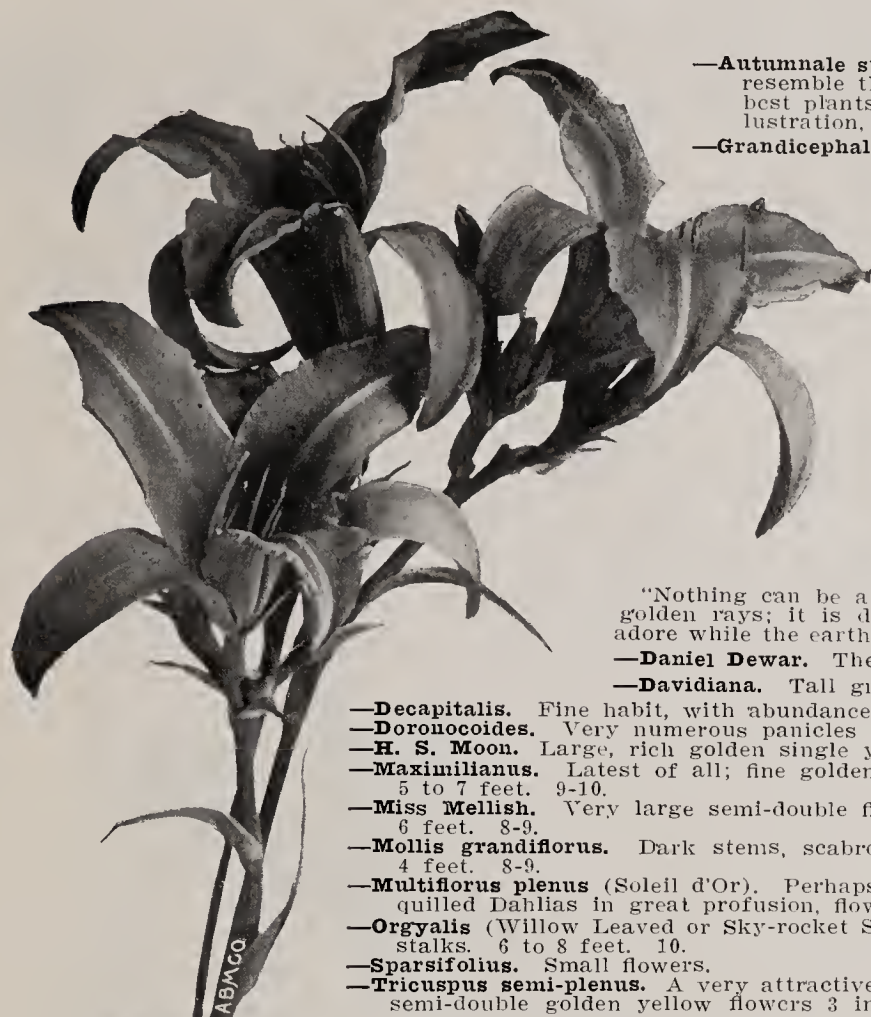 —Autumnale
resemble
best plants
lustration,
—Grandicephal
"Nothing can be a
golden rays; it is
adore while the earth
—Daniel Dewar. The
—Davidiana. Tall
—Decapitalis. Fine habit, with abundance
—Doronocoides. Very numerous panicles
—H. S. Moon. Large, rich golden single
—Maximilianus. Latest of all; fine golden
5 to 7 feet. 9-10.
—Miss Mellish. Very large semi-double
6 feet. 8-9.
—Mollis grandiflorus. Dark stems,
4 feet. 8-9.
—Multiflorus plenus (Soleil d'Or). Perhaps
quilled Dahlias in great profusion,
—Orgyalis (Willow Leaved or Sky-rocket
stalks. 6 to 8 feet. 10.
—Sparsifolius. Small flowers.
—Tricuspus semi-plenus. A very attractive
semi-double golden yellow flowers 3
ABMCO